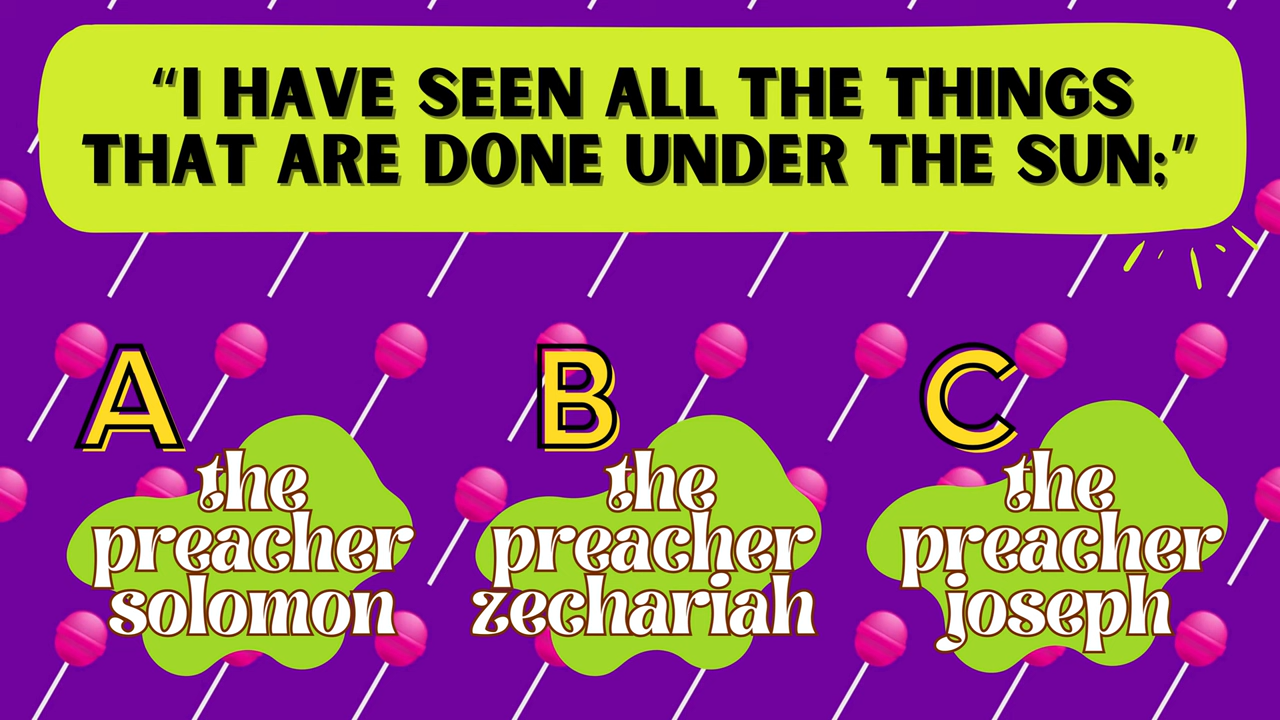 “I HAVE SEEN ALL THE THINGS
THAT ARE DONE UNDER THE SUN;”
A
the
preacher
solomon
B
the
preacher
zechariah
C
the
preacher
joseph